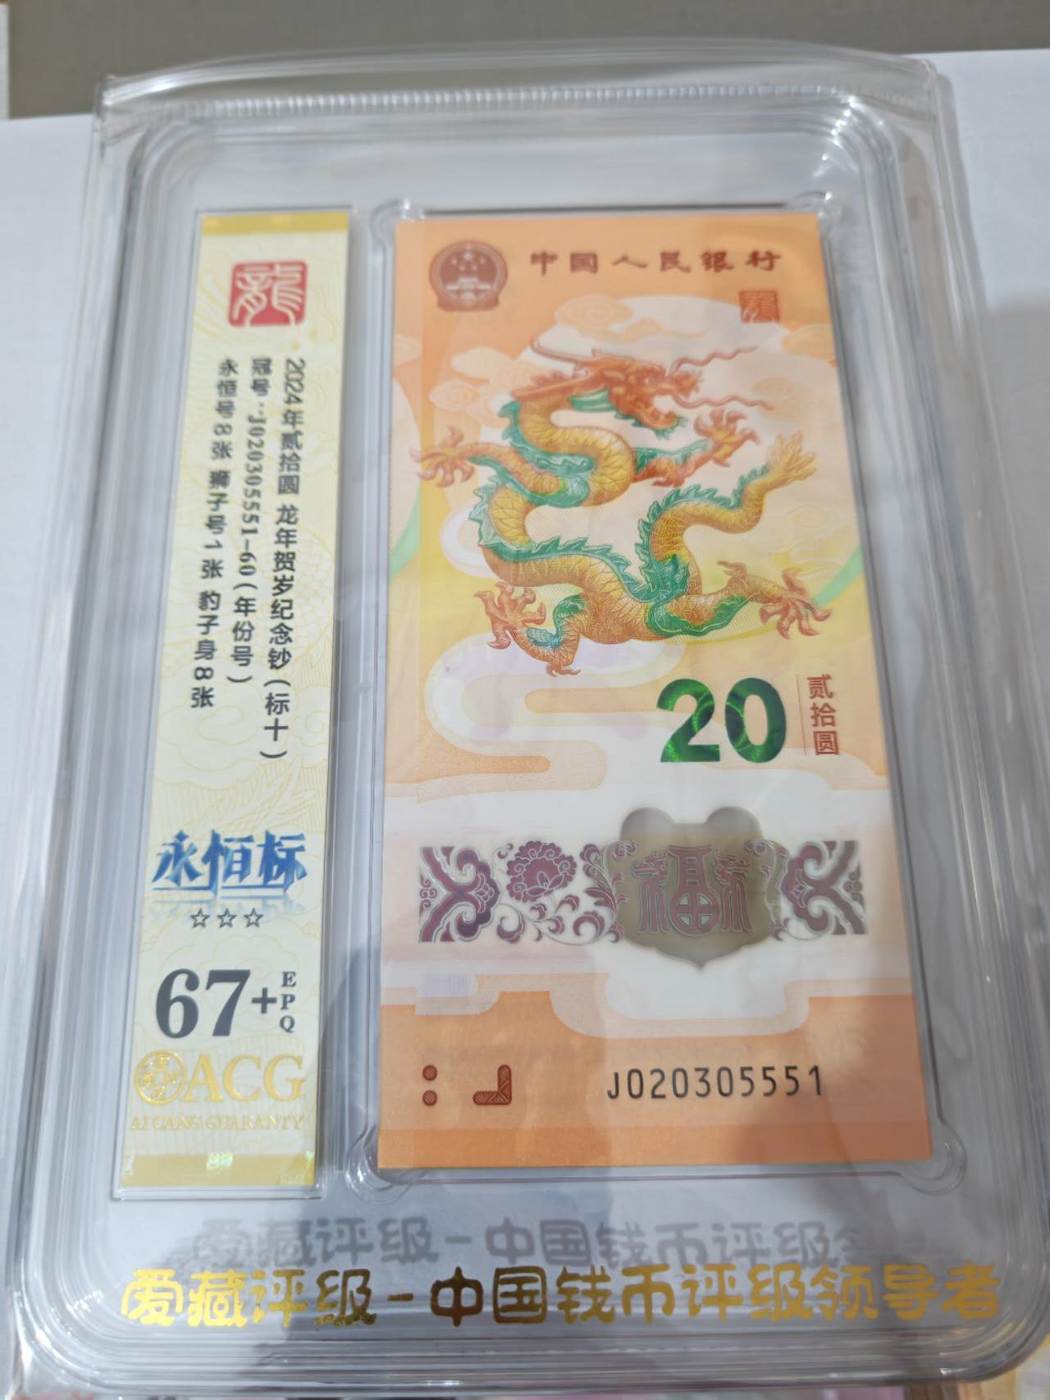 龍
2024年贰拾圆 龙年贺岁纪念钞(标十)
冠号:J020305551-60(年份号)
永恒号8张 狮子号1张 豹子身8张
永恒标
☆☆☆
67+EPQ
ACG
AI CANG GUARANTY
中国人民银行
龍
20
贰拾圆
福
J020305551
爱藏评级-中国钱币评级领导者